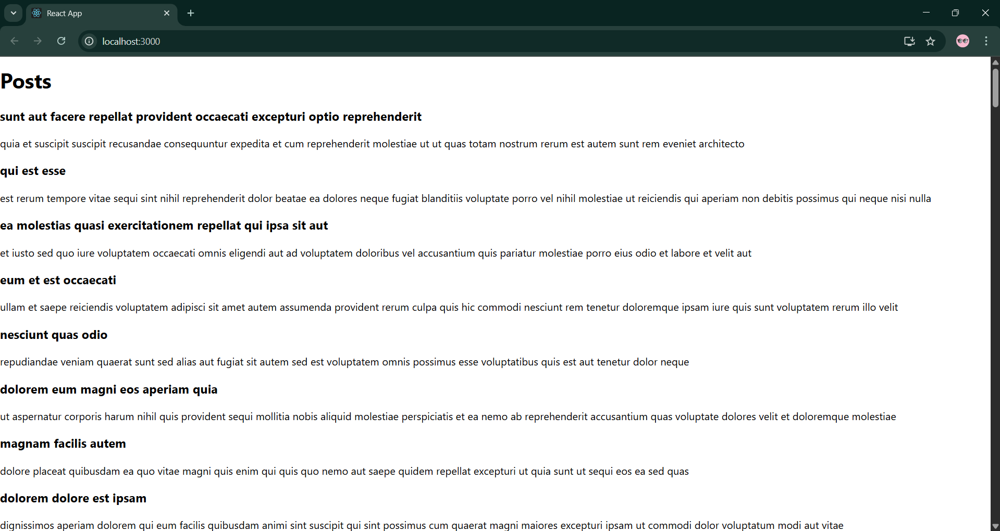 React App
localhost:3000
Posts
sunt aut facere repellat provident occaecati excepturi optio reprehenderit
quia et suscipit suscipit recusandae consequuntur expedita et cum reprehenderit molestiae ut ut quas totam nostrum rerum est autem sunt rem eveniet architecto
qui est esse
est rerum tempore vitae sequi sint nihil reprehenderit dolor beatae ea dolores neque fugiat blanditiis voluptate porro vel nihil molestiae ut reiciendis qui aperiam non debitis possimus qui neque nisi nulla
ea molestias quasi exercitationem repellat qui ipsa sit aut
et iusto sed quo iure voluptatem occaecati omnis eligendi aut ad voluptatem doloribus vel accusantium quis pariatur molestiae porro eius odio et labore et velit aut
eum et est occaecati
ullam et saepe reiciendis voluptatem adipisci sit amet autem assumenda provident rerum culpa quis hic commodi nesciunt rem tenetur doloremque ipsam iure quis sunt voluptatem rerum illo velit
nesciunt quas odio
repudiandae veniam quaerat sunt sed alias aut fugiat sit autem sed est voluptatem omnis possimus esse voluptatibus quis est aut tenetur dolor neque
dolorem eum magni eos aperiam quia
ut aspernatur corporis harum nihil quis provident sequi mollitia nobis aliquid molestiae perspiciatis et ea nemo ab reprehenderit accusantium quas voluptate dolores velit et doloremque molestiae
magnam facilis autem
dolore placeat quibusdam ea quo vitae magni quis enim qui quis quo nemo aut saepe quidem repellat excepturi ut quia sunt ut sequi eos ea sed quas
dolorem dolore est ipsam
dignissimos aperiam dolorem qui eum facilis quibusdam animi sint suscipit qui sint possimus cum quaerat magni maiores excepturi ipsam ut commodi dolor voluptatum modi aut vitae